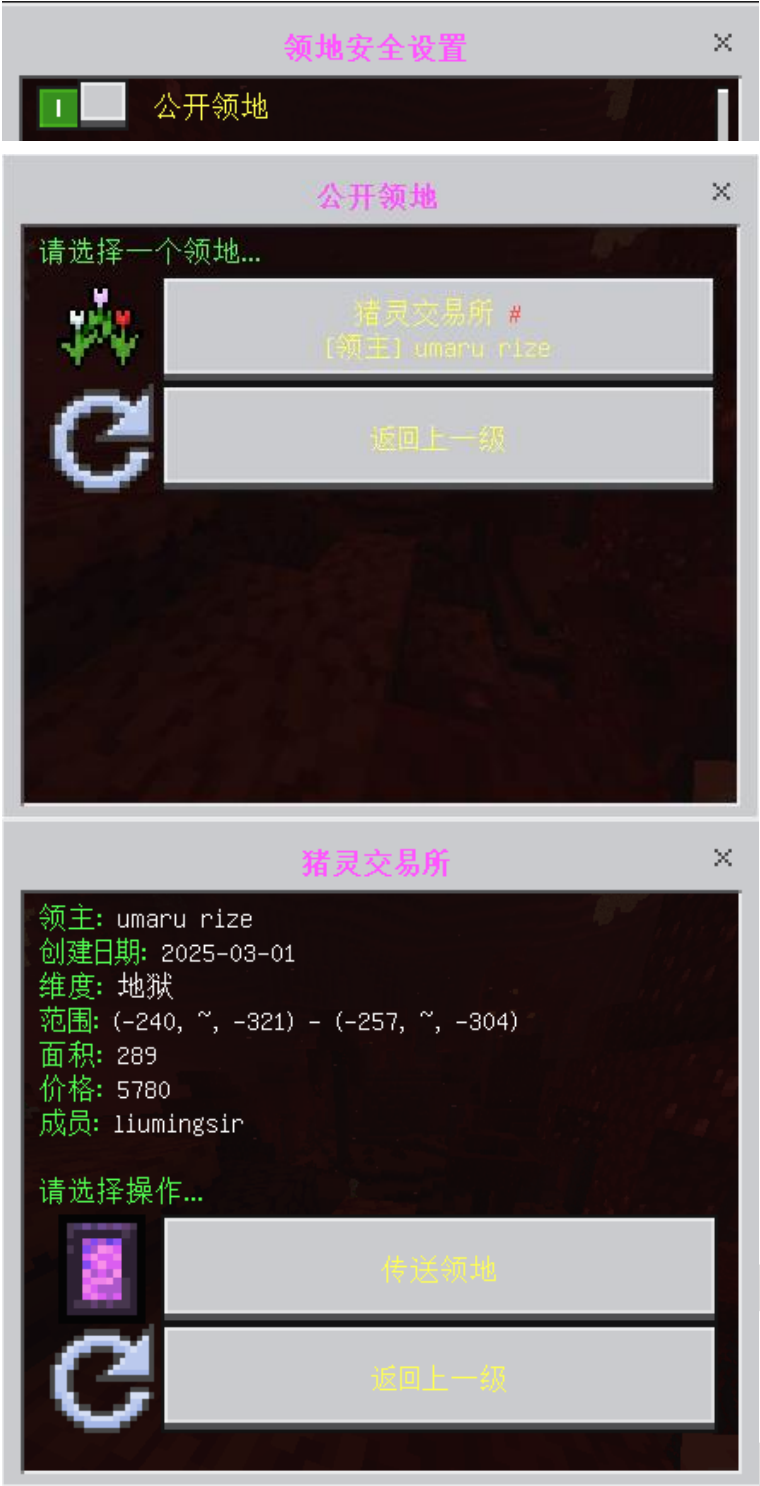 领地安全设置
公开领地
公开领地
请选择一个领地...
猪灵交易所 #
[领主] umaru rize
返回上一级
猪灵交易所
领主: umaru rize
创建日期: 2025-03-01
维度: 地狱
范围: (-240, ~, -321) - (-257, ~, -304)
面积: 289
价格: 5780
成员: liumingsir
请选择操作...
传送领地
返回上一级